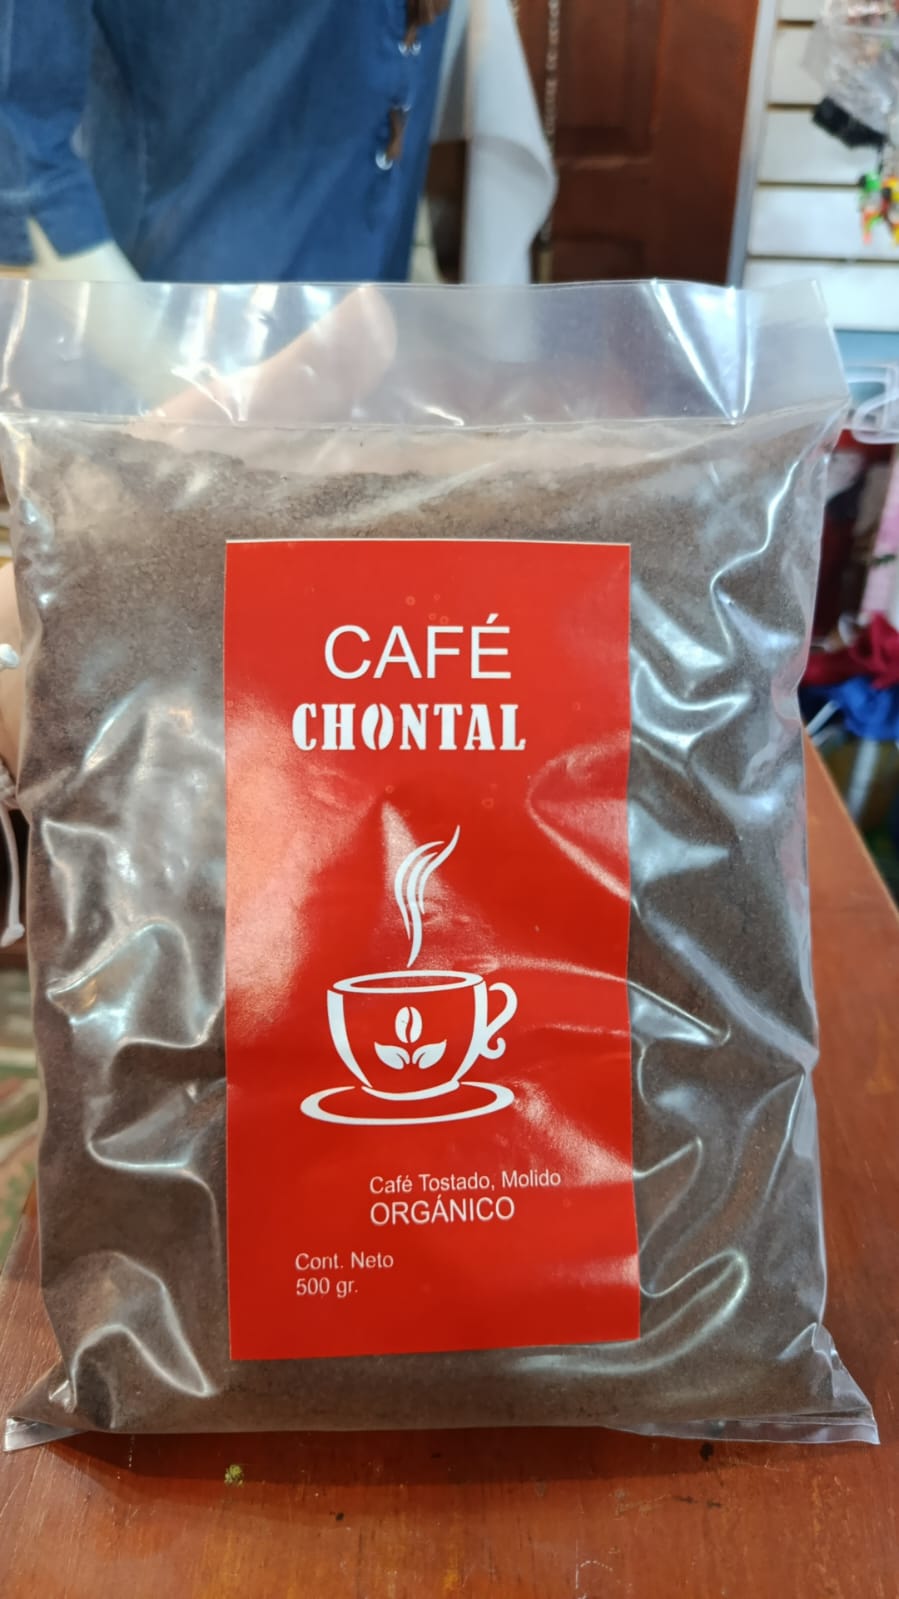 CAFÉ
CHONTAL
Café Tostado, Molido
ORGÁNICO
Cont. Neto
500 gr.